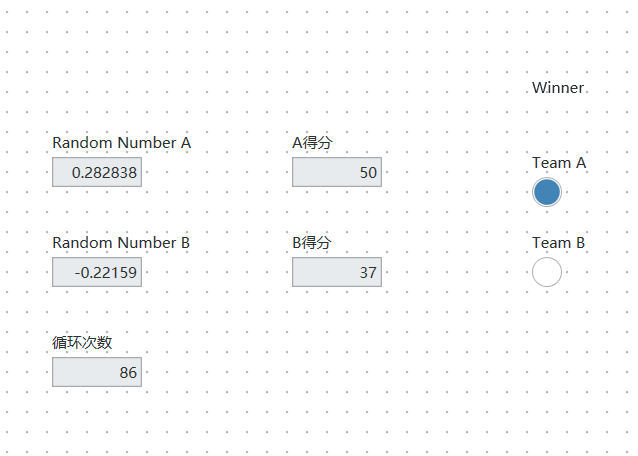 Winner
Random Number A
0.282838
A得分
50
Team A
Random Number B
-0.22159
B得分
37
Team B
循环次数
86